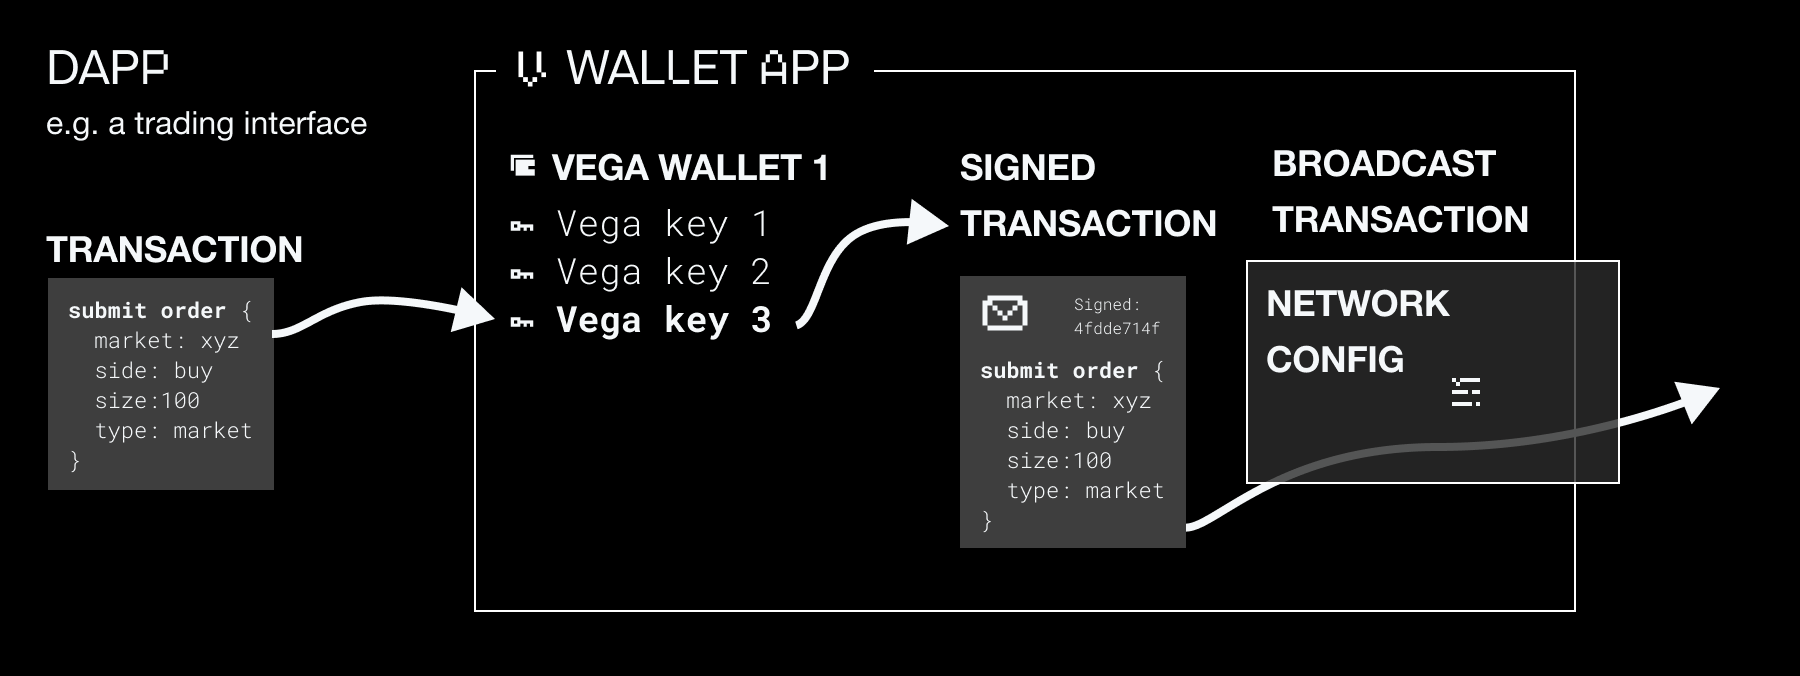 DAPP
e.g. a trading interface
TRANSACTION
submit order {
market: xyz
side: buy
size:100
type: market
}
V WALLET APP
VEGA WALLET 1
Vega key 1
Vega key 2
Vega key 3
SIGNED
TRANSACTION
Signed:
4fdde714f
submit order {
market: xyz
side: buy
size:100
type: market
}
BROADCAST
TRANSACTION
NETWORK
CONFIG